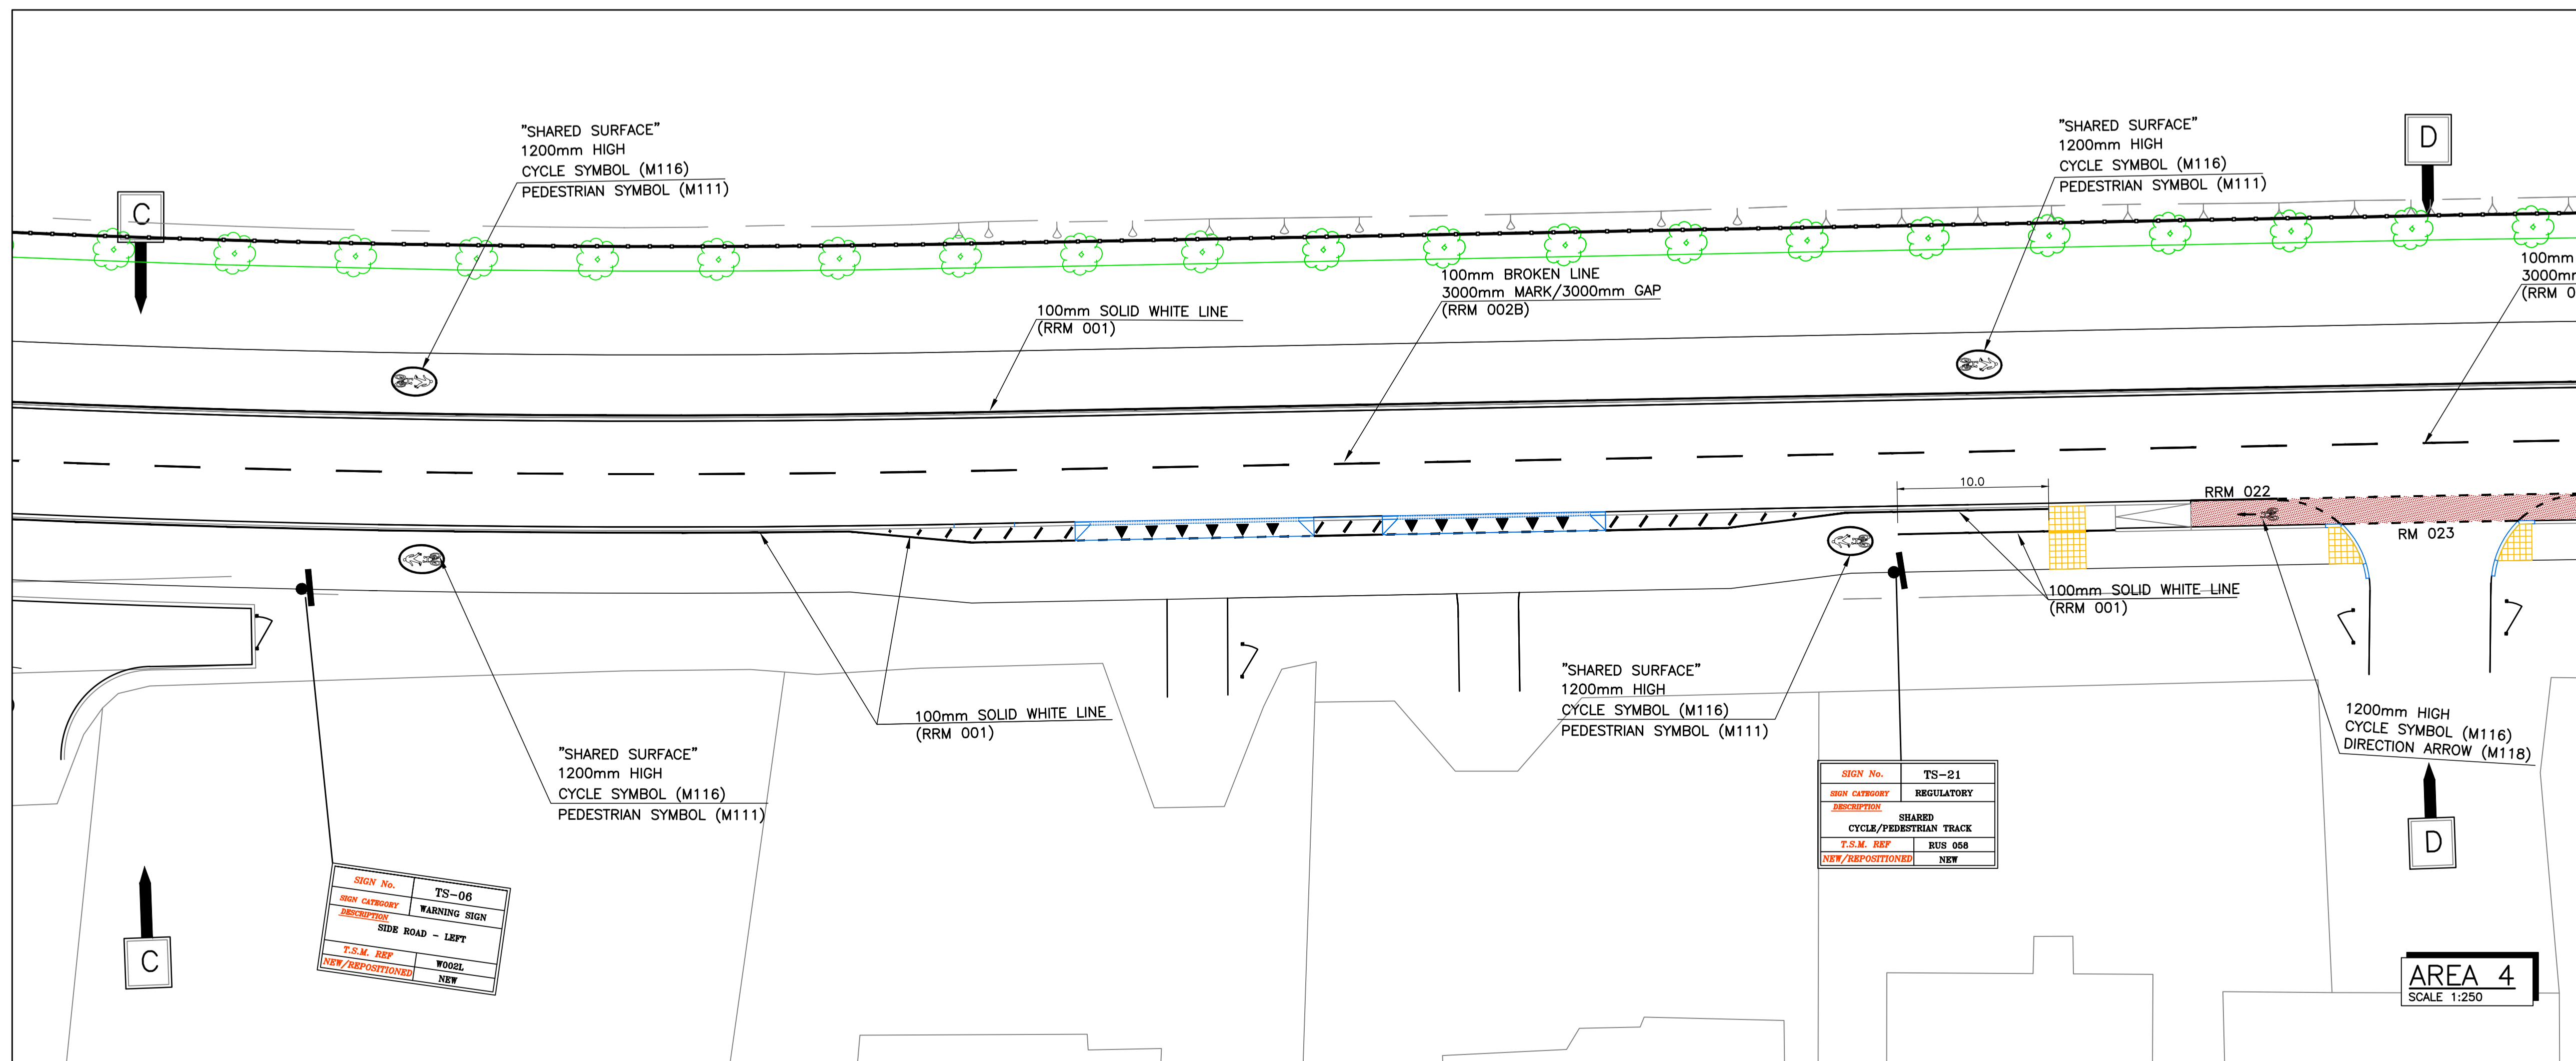 "SHARED SURFACE"
1200mm HIGH
CYCLE SYMBOL (M116)
PEDESTRIAN SYMBOL (M111)
"SHARED SURFACE"
1200mm HIGH
CYCLE SYMBOL (M116)
PEDESTRIAN SYMBOL (M111)
D
C
100mm BROKEN LINE
3000mm MARK/3000mm GAP
(RRM 002B)
100mm
100mm SOLID WHITE LINE
(RRM 001)
10.0
RRM 022
RM 023
100mm SOLID WHITE LINE
(RRM 001)
"SHARED SURFACE"
1200mm HIGH
CYCLE SYMBOL (M116)
PEDESTRIAN SYMBOL (M111)
100mm SOLID WHITE LINE
(RRM 001)
1200mm HIGH
CYCLE SYMBOL (M116)
DIRECTION ARROW (M118)
"SHARED SURFACE"
1200mm HIGH
CYCLE SYMBOL (M116)
PEDESTRIAN SYMBOL (M111)
SIGN No. TS-21
SIGN CATEGORY REGULATORY
DESCRIPTION
SHARED
CYCLE/PEDESTRIAN TRACK
T.S.M. REF RUS 058
NEW/REPOSITIONED NEW
D
SIGN No. TS-06
SIGN CATEGORY WARNING SIGN
DESCRIPTION
SIDE ROAD - LEFT
T.S.M. REF W002L
NEW/REPOSITIONED NEW
C
AREA 4
SCALE 1:250